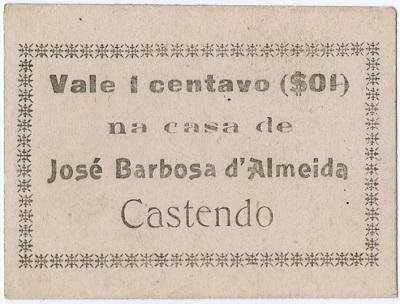 Vale 1 centavo ($01)
na casa de
José Barbosa d'Almeida
Castendo